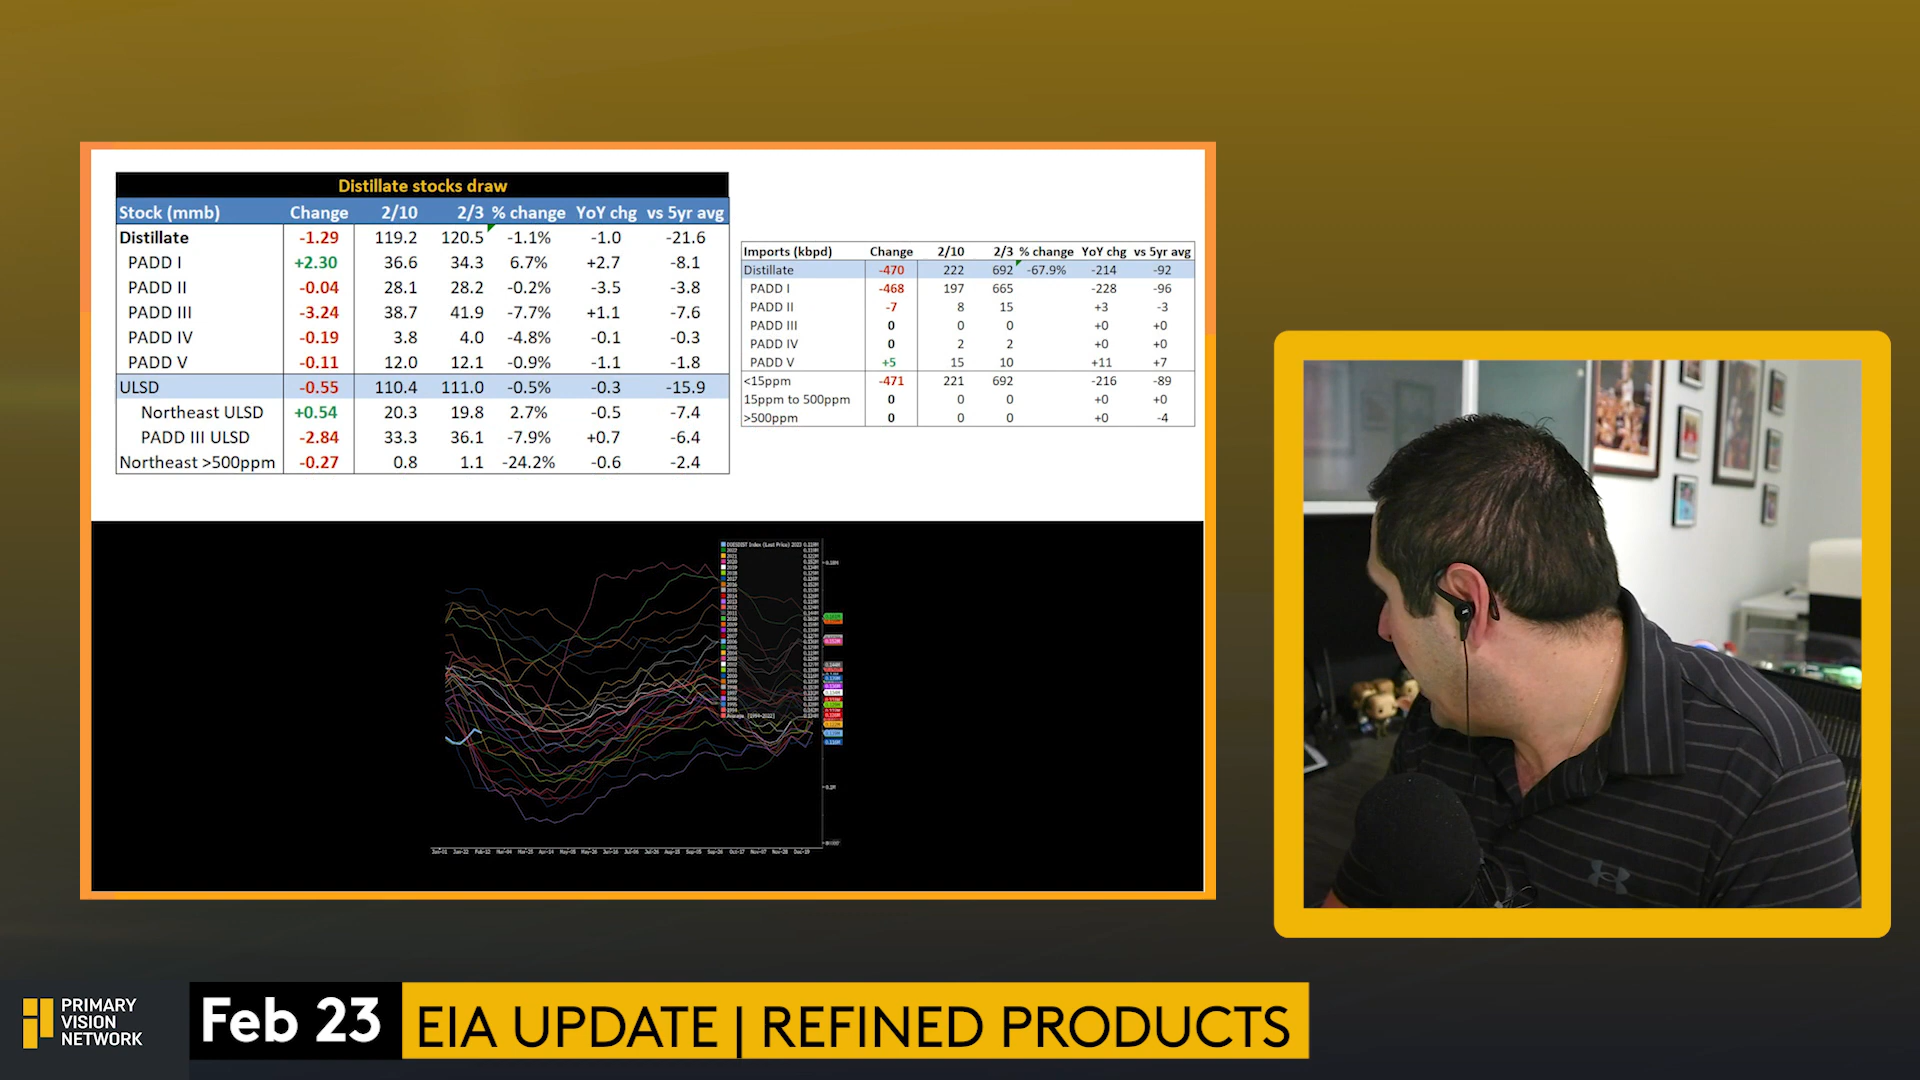 Distillate stocks draw
Stock (mmb) Change 2/10 2/3 % change YoY chg vs 5yr avg
Distillate -1.29 119.2 120.5 -1.1% -1.0 -21.6
PADD I +2.30 36.6 34.3 6.7% +2.7 -8.1
PADD II -0.04 28.1 28.2 -0.2% -3.5 -3.8
PADD III -3.24 38.7 41.9 -7.7% +1.1 -7.6
PADD IV -0.19 3.8 4.0 -4.8% -0.1 -0.3
PADD V -0.11 12.0 12.1 -0.9% -1.1 -1.8
ULSD -0.55 110.4 111.0 -0.5% -0.3 -15.9
Northeast ULSD +0.54 20.3 19.8 2.7% -0.5 -7.4
PADD III ULSD -2.84 33.3 36.1 -7.9% +0.7 -6.4
Northeast >500ppm -0.27 0.8 1.1 -24.2% -0.6 -2.4
Imports (kbpd) Change 2/10 2/3 % change YoY chg vs 5yr avg
Distillate -470 222 692 -67.9% -214 -92
PADD I -468 197 665 -228 -96
PADD II -7 8 15 +3 -3
PADD III 0 0 0 +0 +0
PADD IV 0 2 2 +0 +0
PADD V +5 15 10 +11 +7
<15ppm -471 221 692 -216 -89
15ppm to 500ppm 0 0 0 +0 +0
>500ppm 0 0 0 +0 -4
PRIMARY
VISION
NETWORK
Feb 23
EIA UPDATE | REFINED PRODUCTS